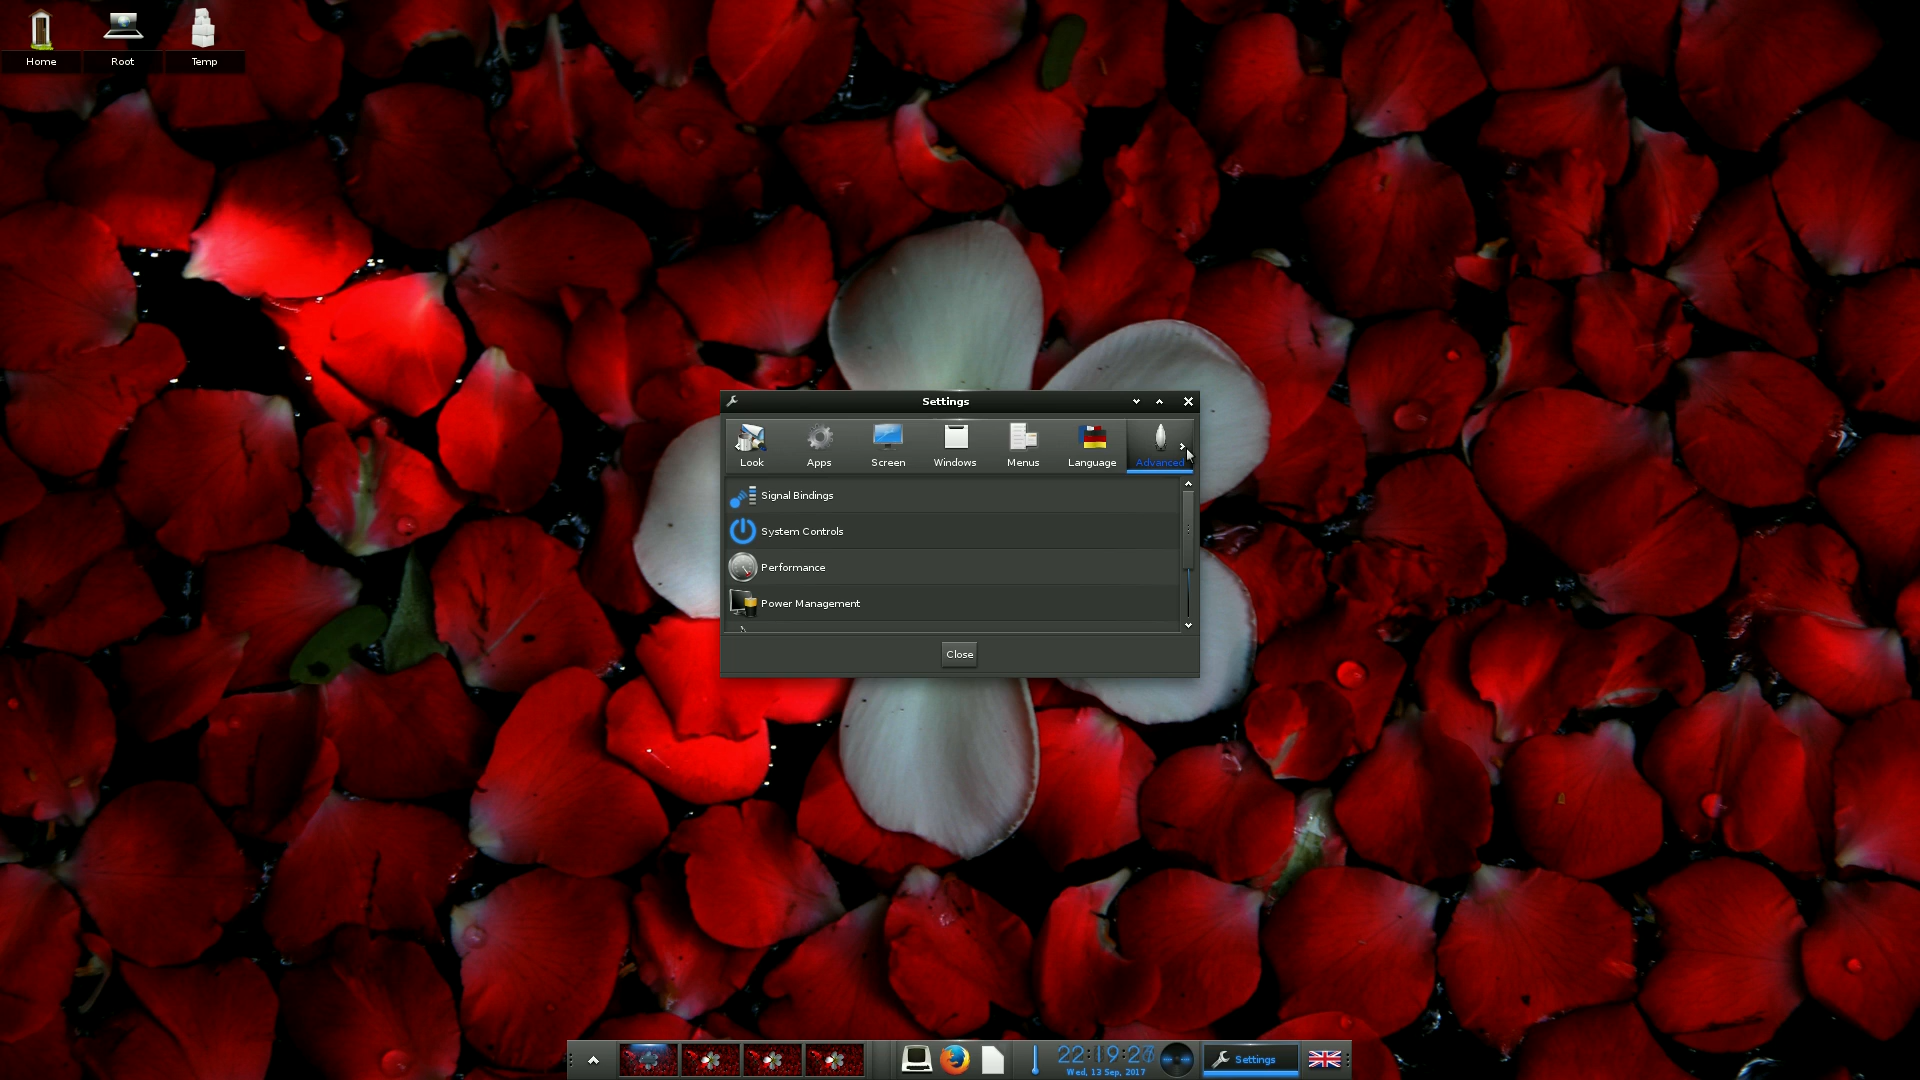 Home
Root
Temp
Settings
Look
Apps
Screen
Windows
Menus
Language
Advanced
Signal Bindings
System Controls
Performance
Power Management
Close
22:19:27
Wed, 13 Sep, 2017
Settings